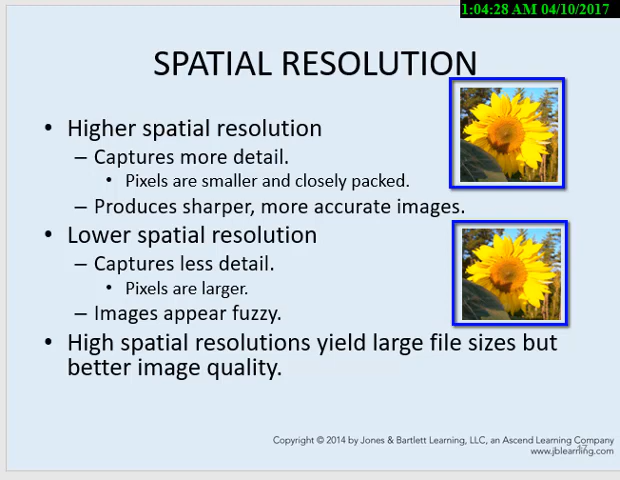 1:04:28 AM 04/10/2017
SPATIAL RESOLUTION
• Higher spatial resolution
– Captures more detail.
• Pixels are smaller and closely packed.
– Produces sharper, more accurate images.
• Lower spatial resolution
– Captures less detail.
• Pixels are larger.
– Images appear fuzzy.
• High spatial resolutions yield large file sizes but
better image quality.
Copyright © 2014 by Jones & Bartlett Learning, LLC, an Ascend Learning Company
www.jblearning.com
17